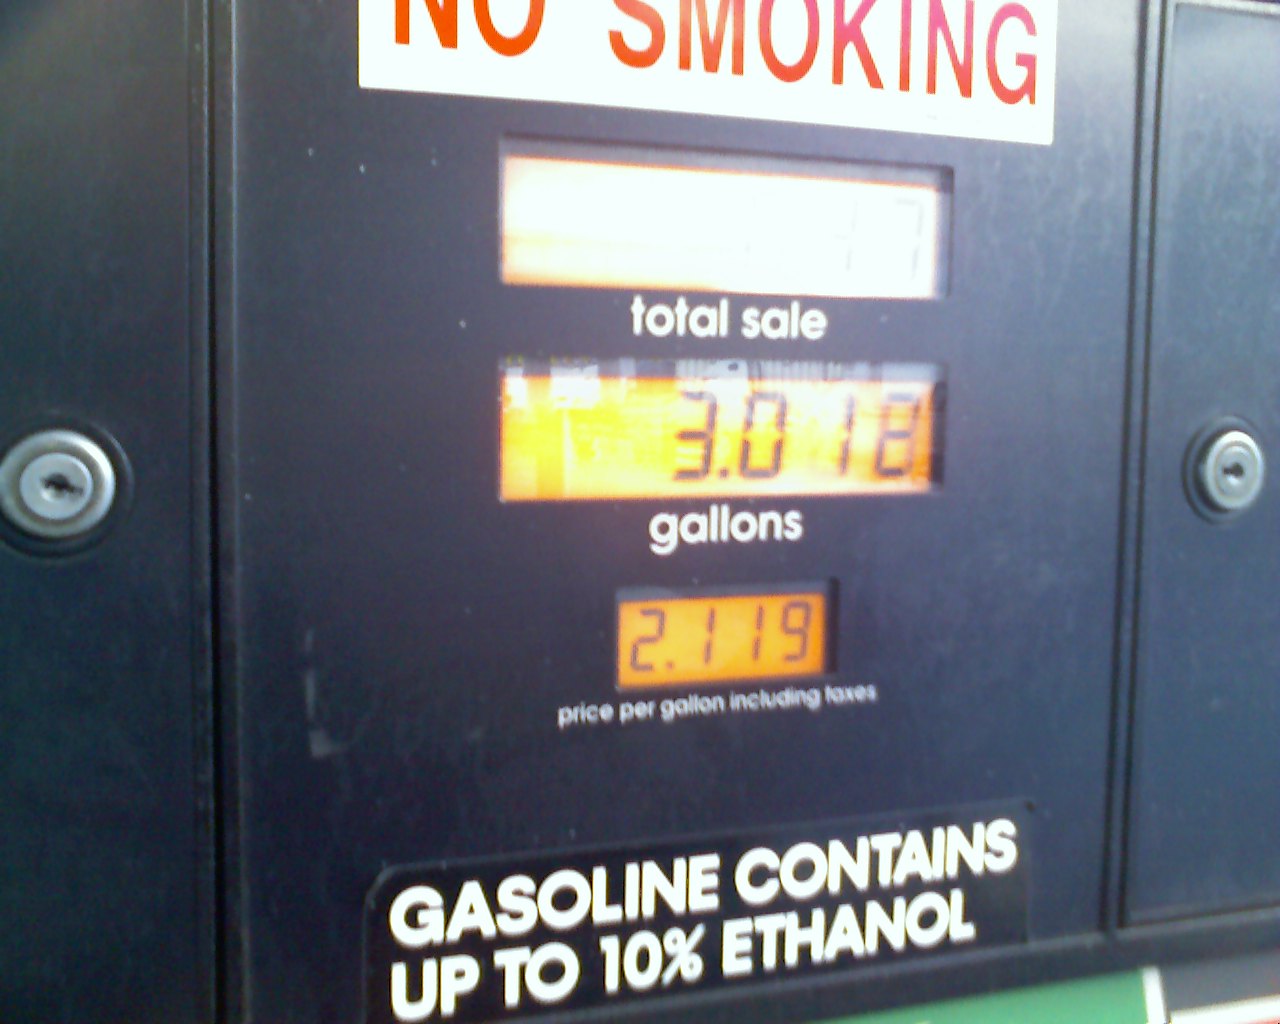 NO SMOKING
total sale
3.018
gallons
2.119
price per gallon including taxes
GASOLINE CONTAINS
UP TO 10% ETHANOL